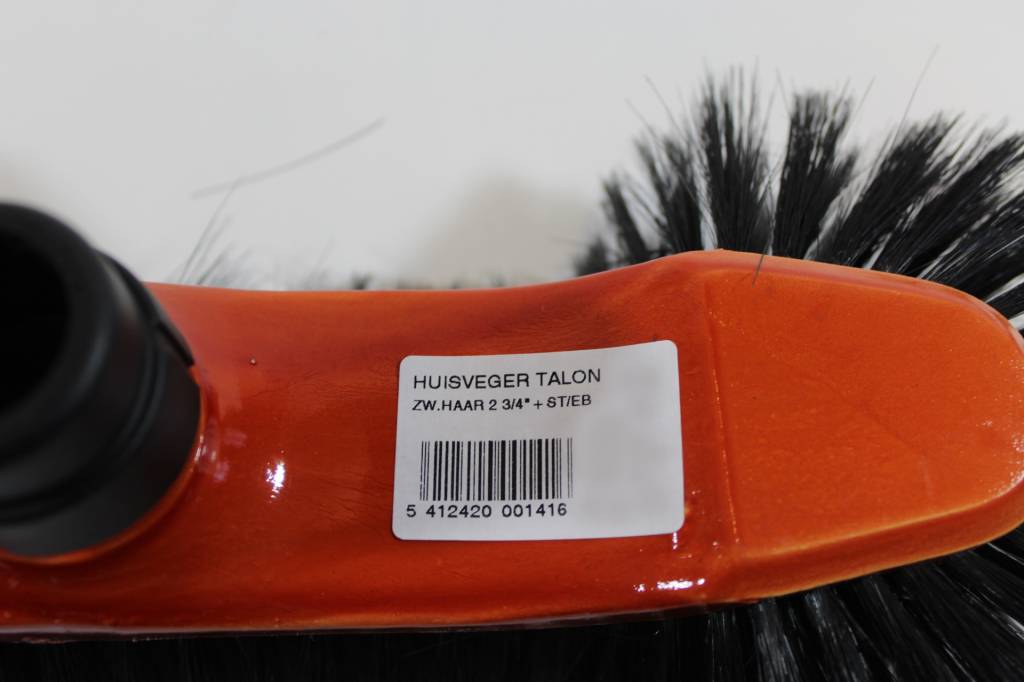 HUISVEGER TALON
ZW.HAAR 2 3/4" + ST/EB
5 412420 001416